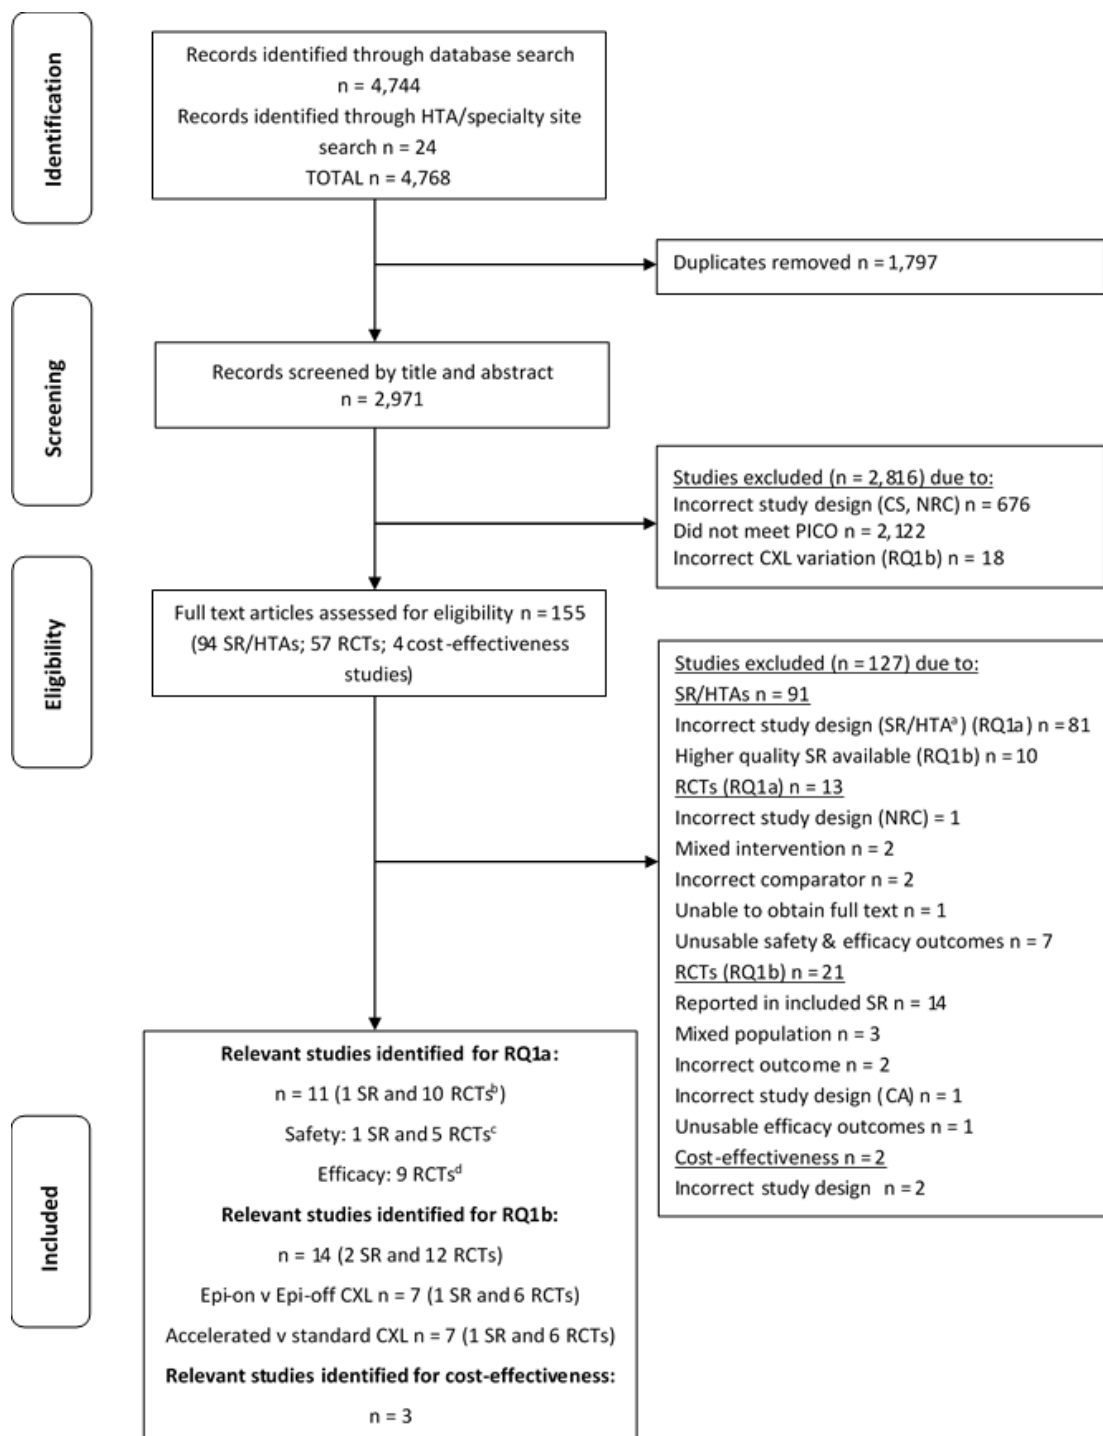 Identification
Records identified through database search
n = 4,744
Records identified through HTA/specialty site
search n = 24
TOTAL n = 4,768
Duplicates removed n = 1,797
Screening
Records screened by title and abstract
n = 2,971
Studies excluded (n = 2,816) due to:
Incorrect study design (CS, NRC) n = 676
Did not meet PICO n = 2,122
Incorrect CXL variation (RQ1b) n = 18
Eligibility
Full text articles assessed for eligibility n = 155
(94 SR/HTAs; 57 RCTs; 4 cost-effectiveness
studies)
Studies excluded (n = 127) due to:
SR/HTAs n = 91
Incorrect study design (SR/HTAᵃ) (RQ1a) n = 81
Higher quality SR available (RQ1b) n = 10
RCTs (RQ1a) n = 13
Incorrect study design (NRC) = 1
Mixed intervention n = 2
Incorrect comparator n = 2
Unable to obtain full text n = 1
Unusable safety & efficacy outcomes n = 7
RCTs (RQ1b) n = 21
Reported in included SR n = 14
Mixed population n = 3
Incorrect outcome n = 2
Incorrect study design (CA) n = 1
Unusable efficacy outcomes n = 1
Cost-effectiveness n = 2
Incorrect study design n = 2
Included
Relevant studies identified for RQ1a:
n = 11 (1 SR and 10 RCTsᵇ)
Safety: 1 SR and 5 RCTsᶜ
Efficacy: 9 RCTsᵈ
Relevant studies identified for RQ1b:
n = 14 (2 SR and 12 RCTs)
Epi-on v Epi-off CXL n = 7 (1 SR and 6 RCTs)
Accelerated v standard CXL n = 7 (1 SR and 6 RCTs)
Relevant studies identified for cost-effectiveness:
n = 3